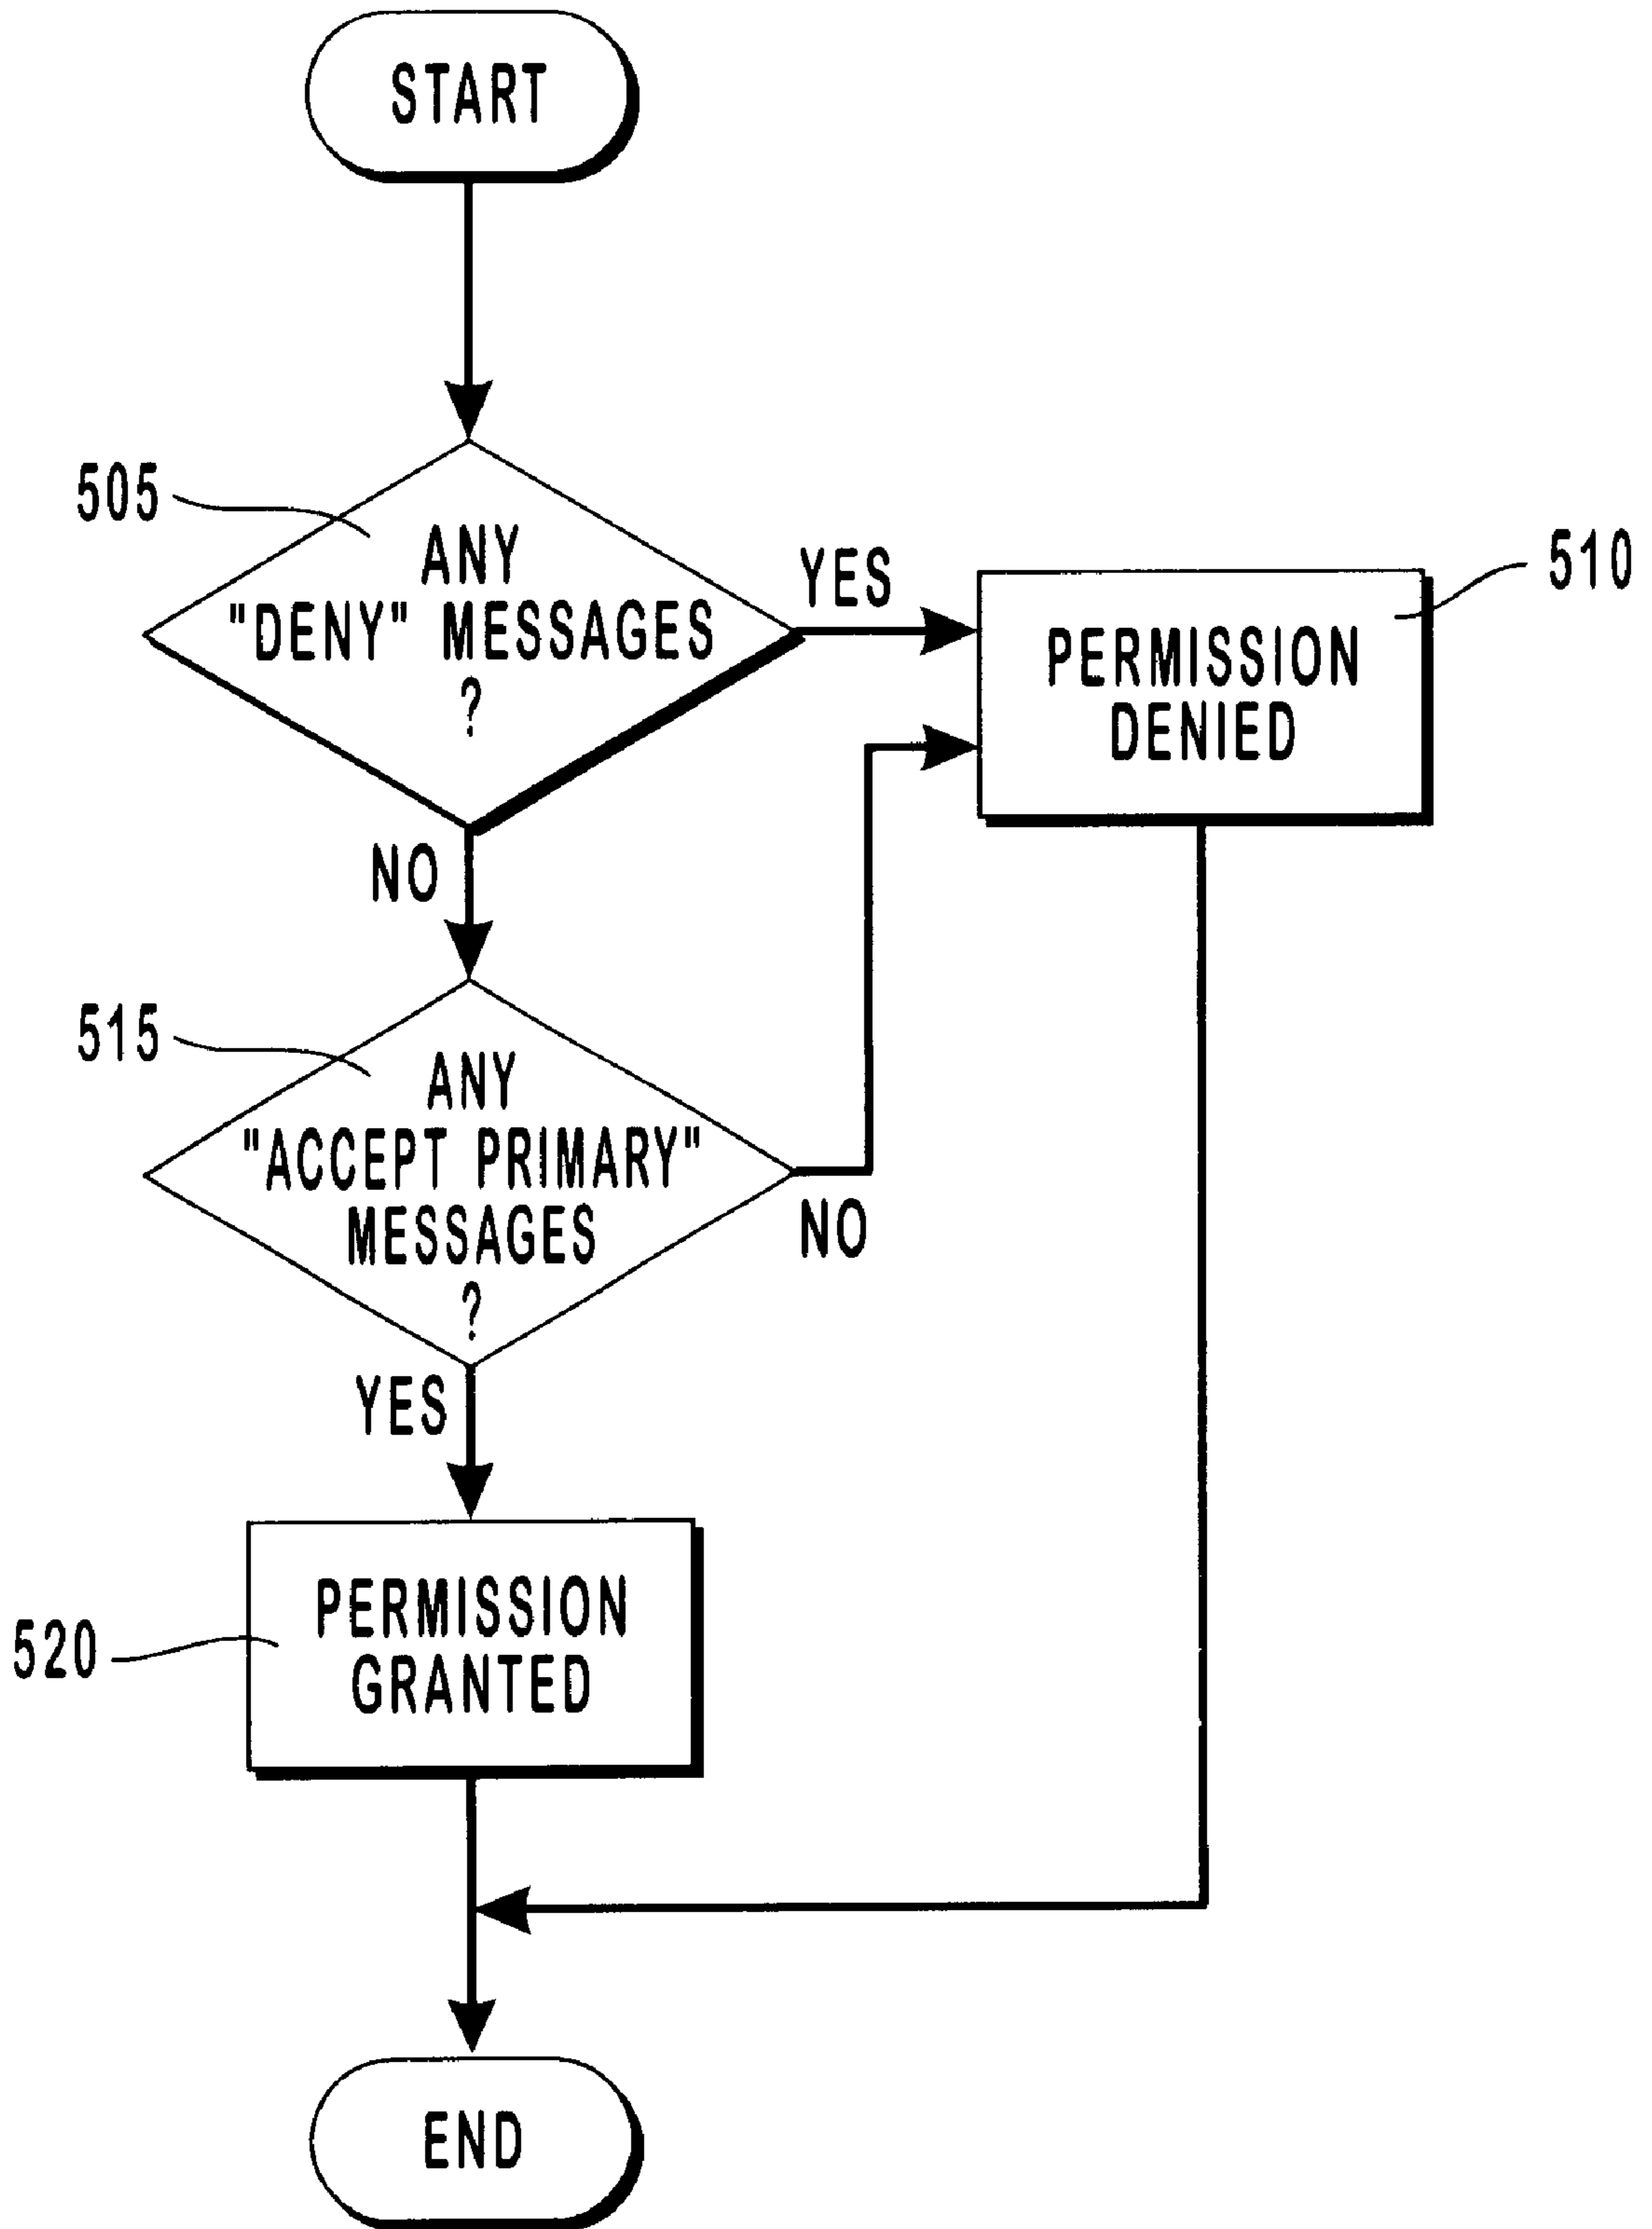 START
505
ANY
"DENY" MESSAGES
?
YES
510
PERMISSION
DENIED
NO
515
ANY
"ACCEPT PRIMARY"
MESSAGES
?
NO
YES
520
PERMISSION
GRANTED
END